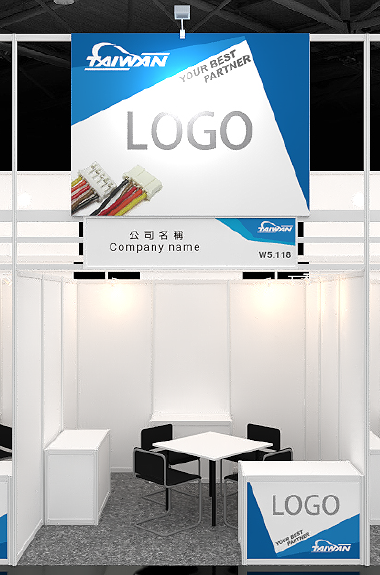 TAIWAN
YOUR BEST
PARTNER
LOGO
公司名稱
Company name
TAIWAN
W5.118
LOGO
YOUR BEST
PARTNER
TAIWAN